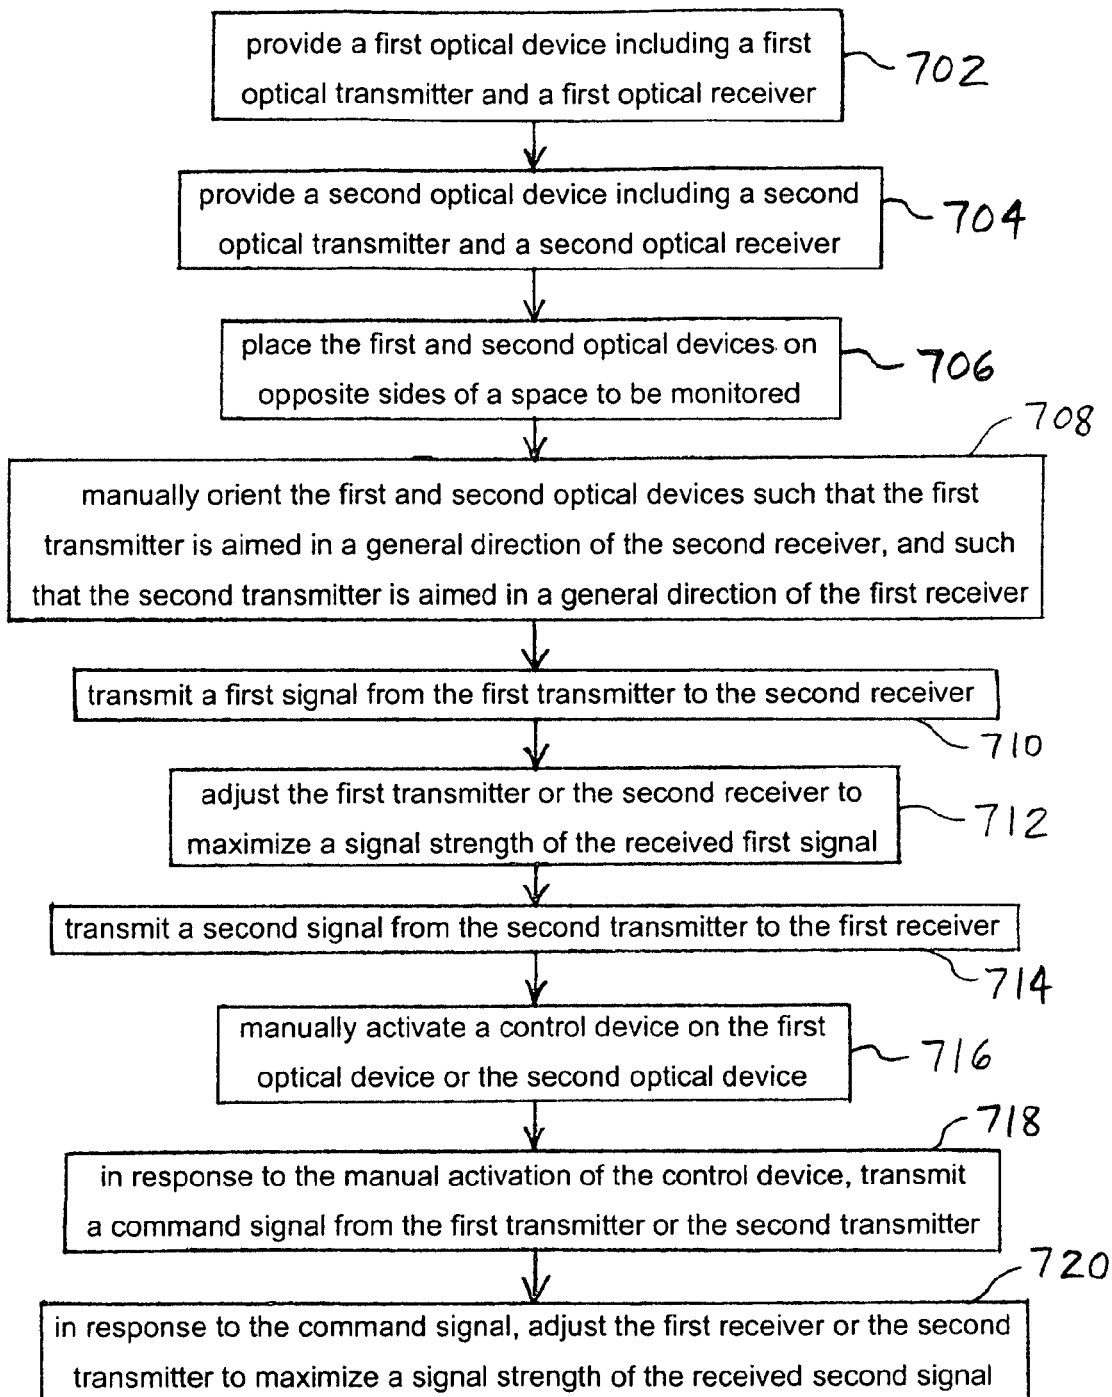 provide a first optical device including a first
optical transmitter and a first optical receiver
702
provide a second optical device including a second
optical transmitter and a second optical receiver
704
place the first and second optical devices on
opposite sides of a space to be monitored
706
708
manually orient the first and second optical devices such that the first
transmitter is aimed in a general direction of the second receiver, and such
that the second transmitter is aimed in a general direction of the first receiver
transmit a first signal from the first transmitter to the second receiver
710
adjust the first transmitter or the second receiver to
maximize a signal strength of the received first signal
712
transmit a second signal from the second transmitter to the first receiver
714
manually activate a control device on the first
optical device or the second optical device
716
718
in response to the manual activation of the control device, transmit
a command signal from the first transmitter or the second transmitter
720
in response to the command signal, adjust the first receiver or the second
transmitter to maximize a signal strength of the received second signal